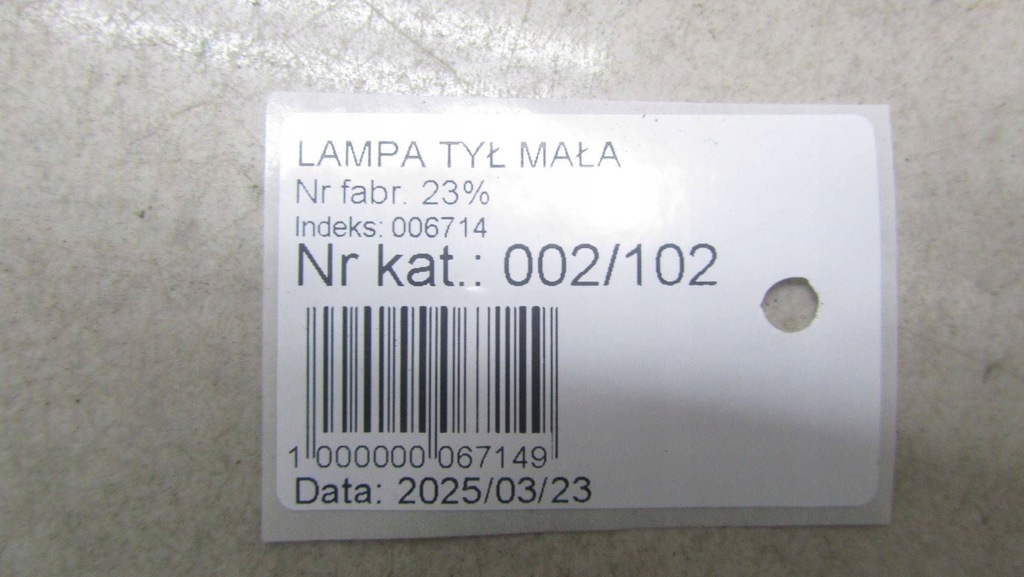 LAMPA TYŁ MAŁA
Nr fabr. 23%
Indeks: 006714
Nr kat.: 002/102
1 000000 067149
Data: 2025/03/23